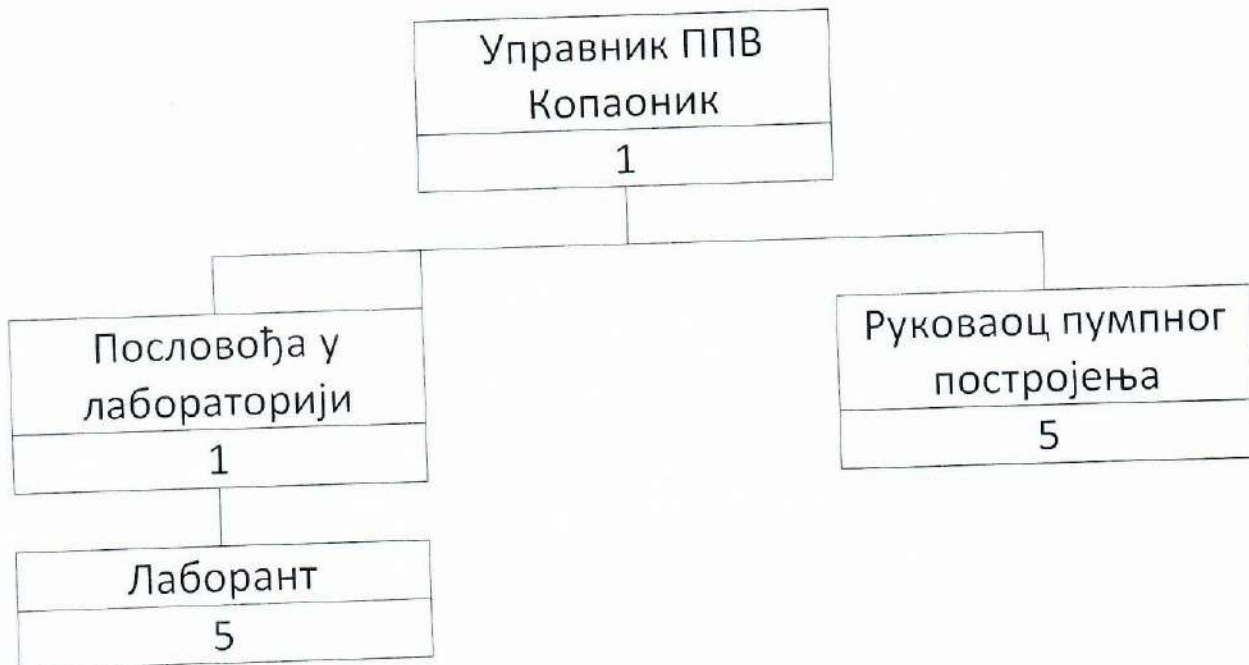 Управник ППВ
Копаоник
1
Пословођа у
лабораторији
1
Руковаоц пумпног
постројења
5
Лаборант
5